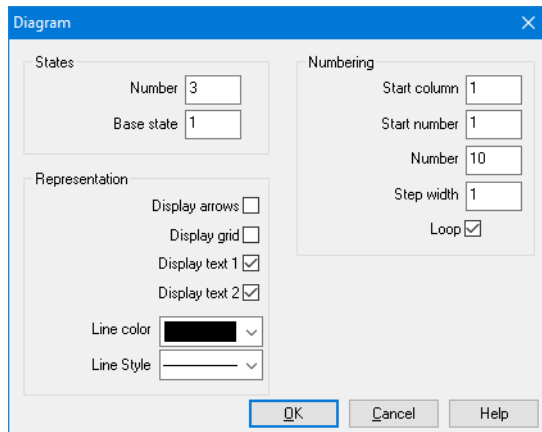 Diagram
States
Number 3
Base state 1
Representation
Display arrows
Display grid
Display text 1
Display text 2
Line color
Line Style
Numbering
Start column 1
Start number 1
Number 10
Step width 1
Loop
OK Cancel Help